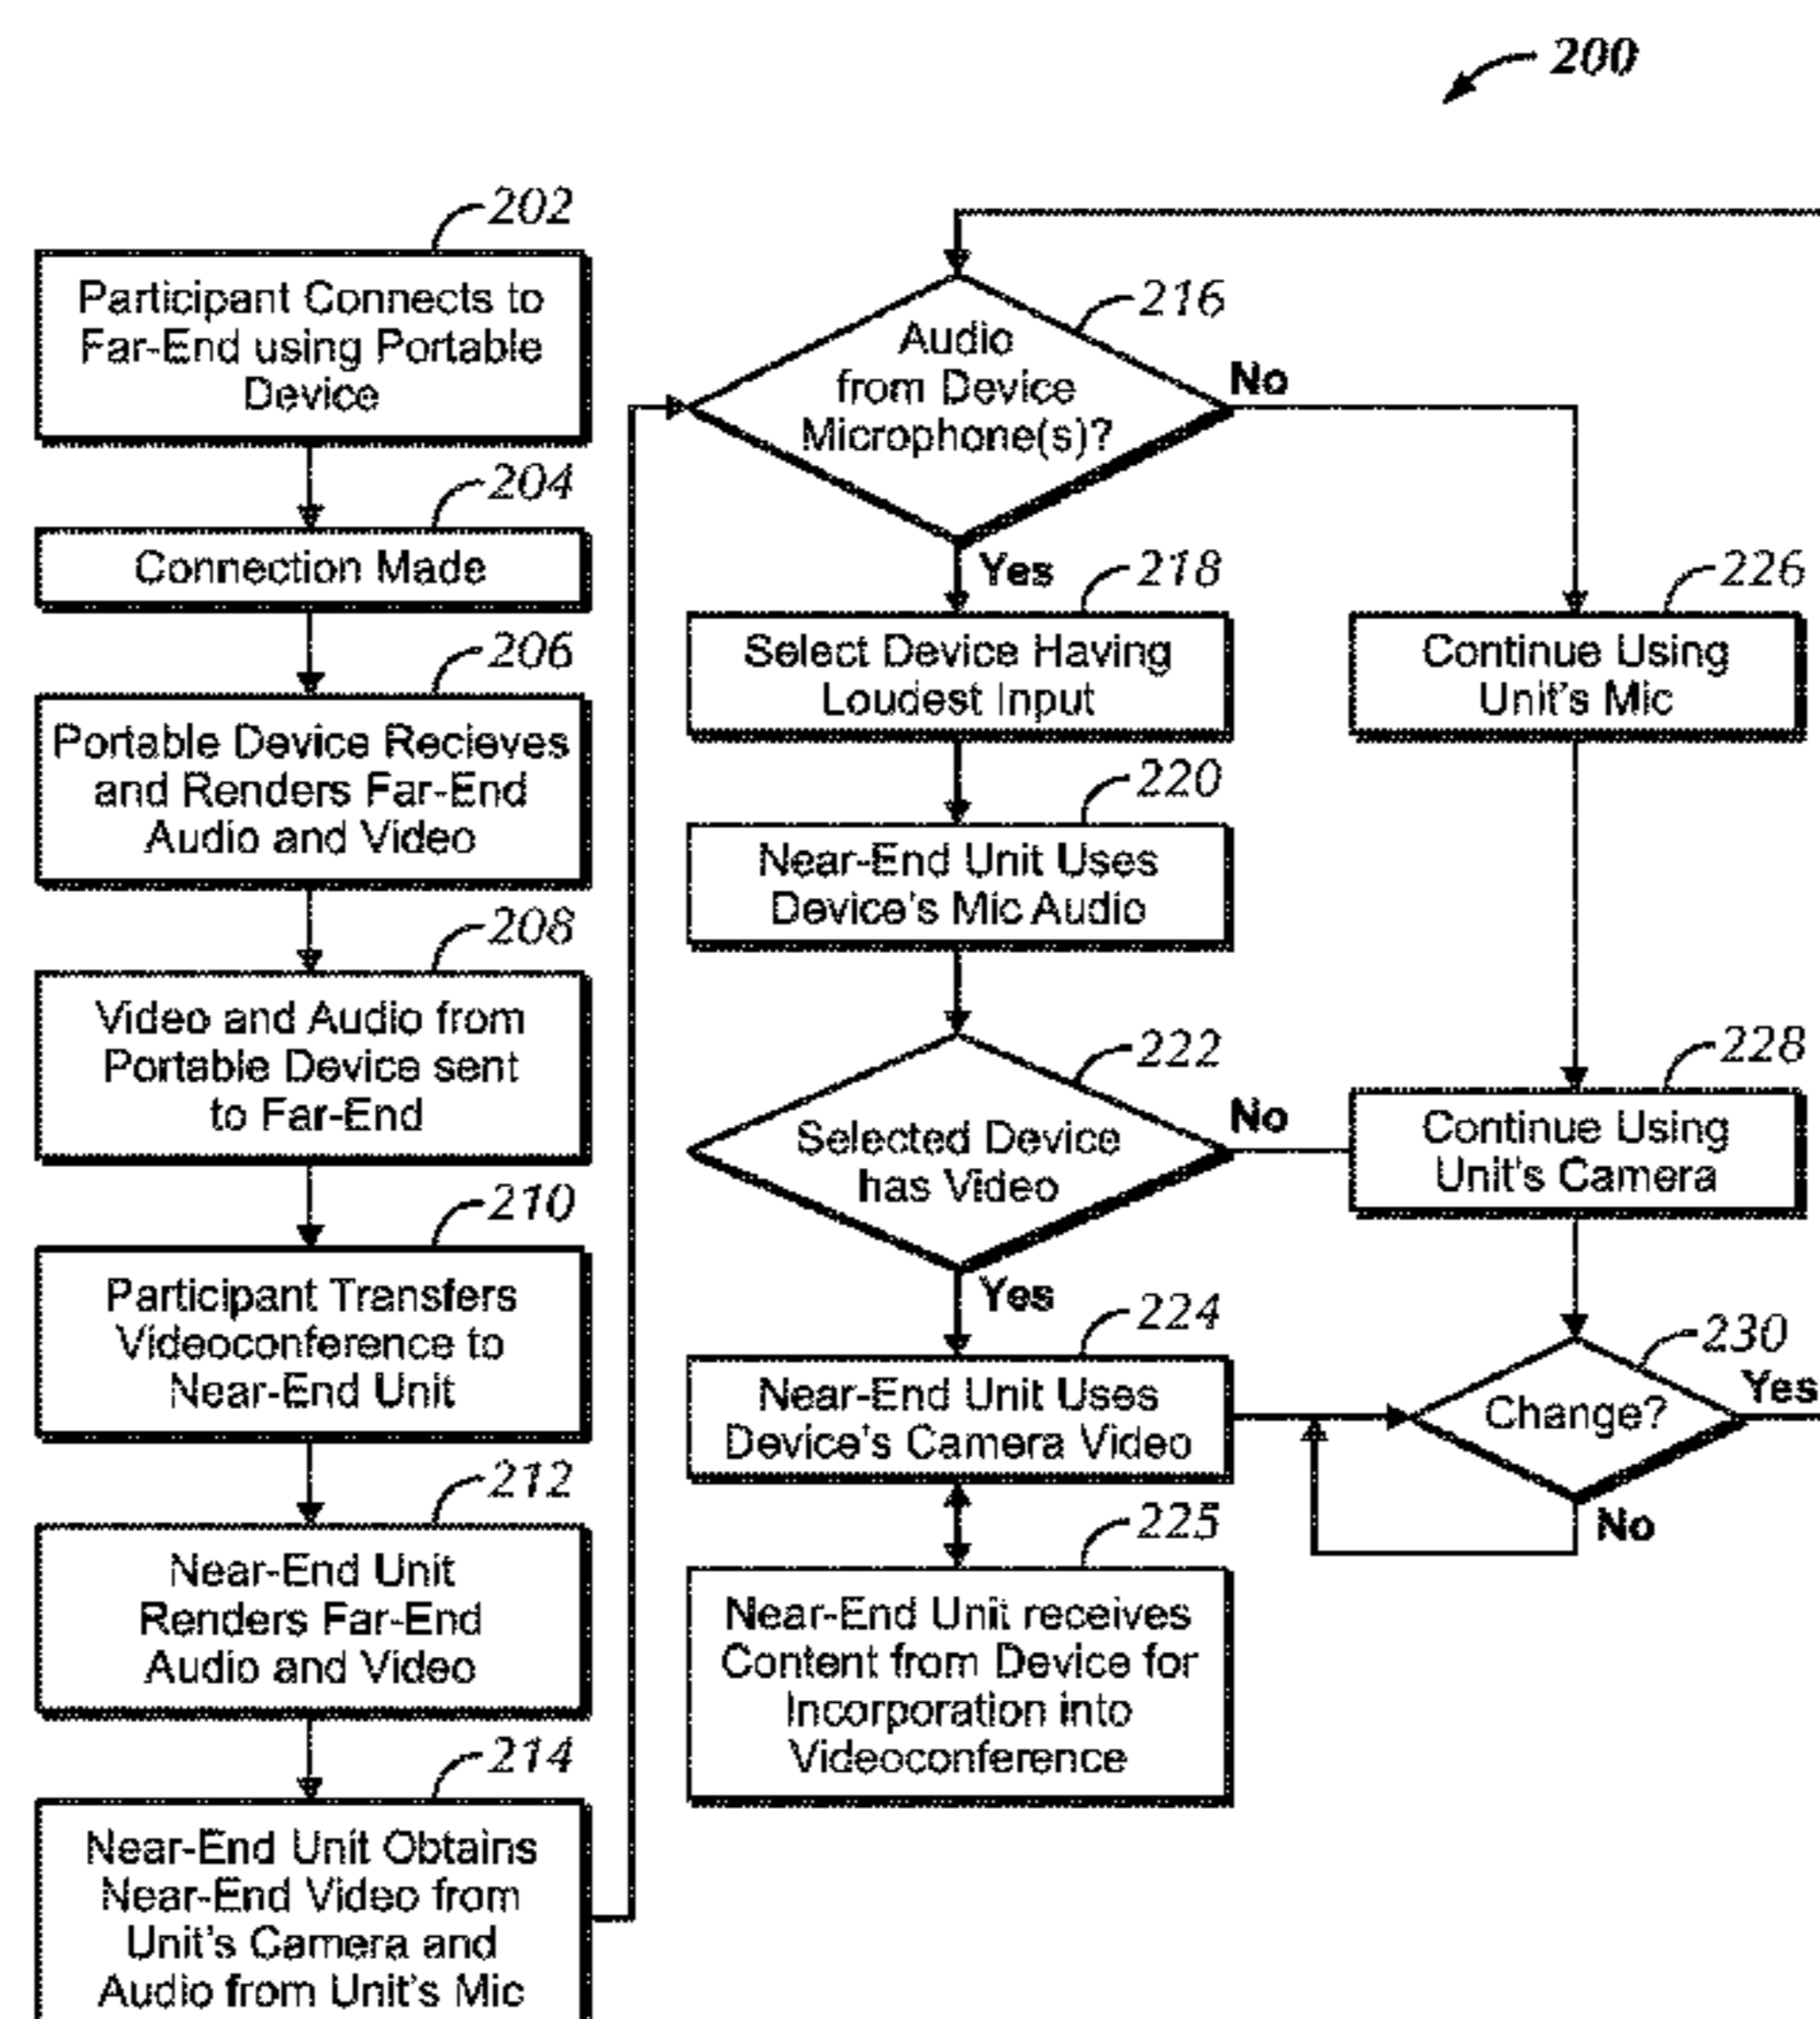 200
202
Participant Connects to
Far-End using Portable
Device
204
Connection Made
206
Portable Device Recieves
and Renders Far-End
Audio and Video
208
Video and Audio from
Portable Device sent
to Far-End
210
Participant Transfers
Videoconference to
Near-End Unit
212
Near-End Unit
Renders Far-End
Audio and Video
214
Near-End Unit Obtains
Near-End Video from
Unit's Camera and
Audio from Unit's Mic
216
Audio
from Device
Microphone(s)?
No
Yes
218
Select Device Having
Loudest Input
220
Near-End Unit Uses
Device's Mic Audio
222
Selected Device
has Video
No
Yes
224
Near-End Unit Uses
Device's Camera Video
225
Near-End Unit receives
Content from Device for
Incorporation into
Videoconference
226
Continue Using
Unit's Mic
228
Continue Using
Unit's Camera
230
Change?
Yes
No